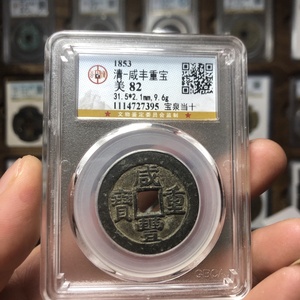 1853
清-咸丰重宝
美 82
31.5*2.1mm,9.6g
1114727395 宝泉当十
咸
寶 重
豐